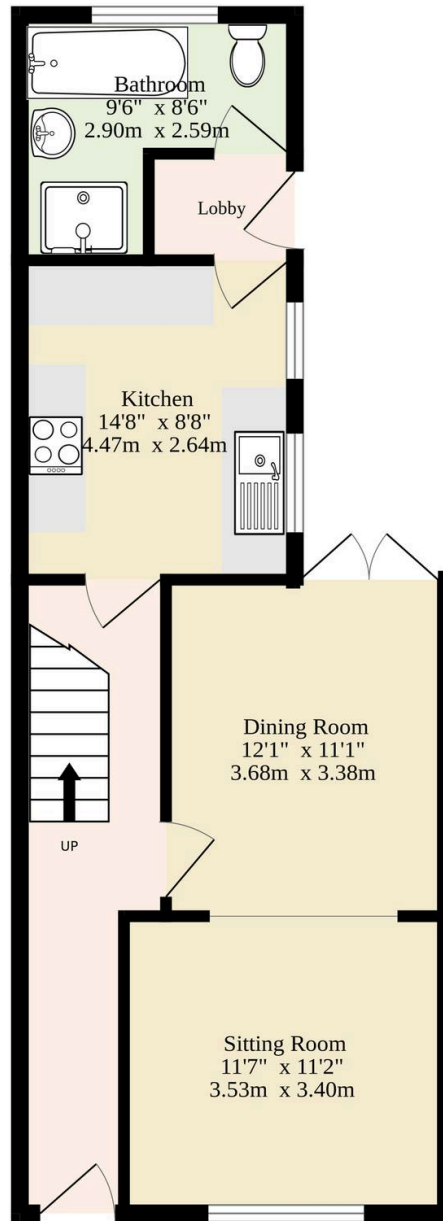 Bathroom
9'6" x 8'6"
2.90m x 2.59m
Lobby
Kitchen
14'8" x 8'8"
4.47m x 2.64m
Dining Room
12'1" x 11'1"
3.68m x 3.38m
UP
Sitting Room
11'7" x 11'2"
3.53m x 3.40m